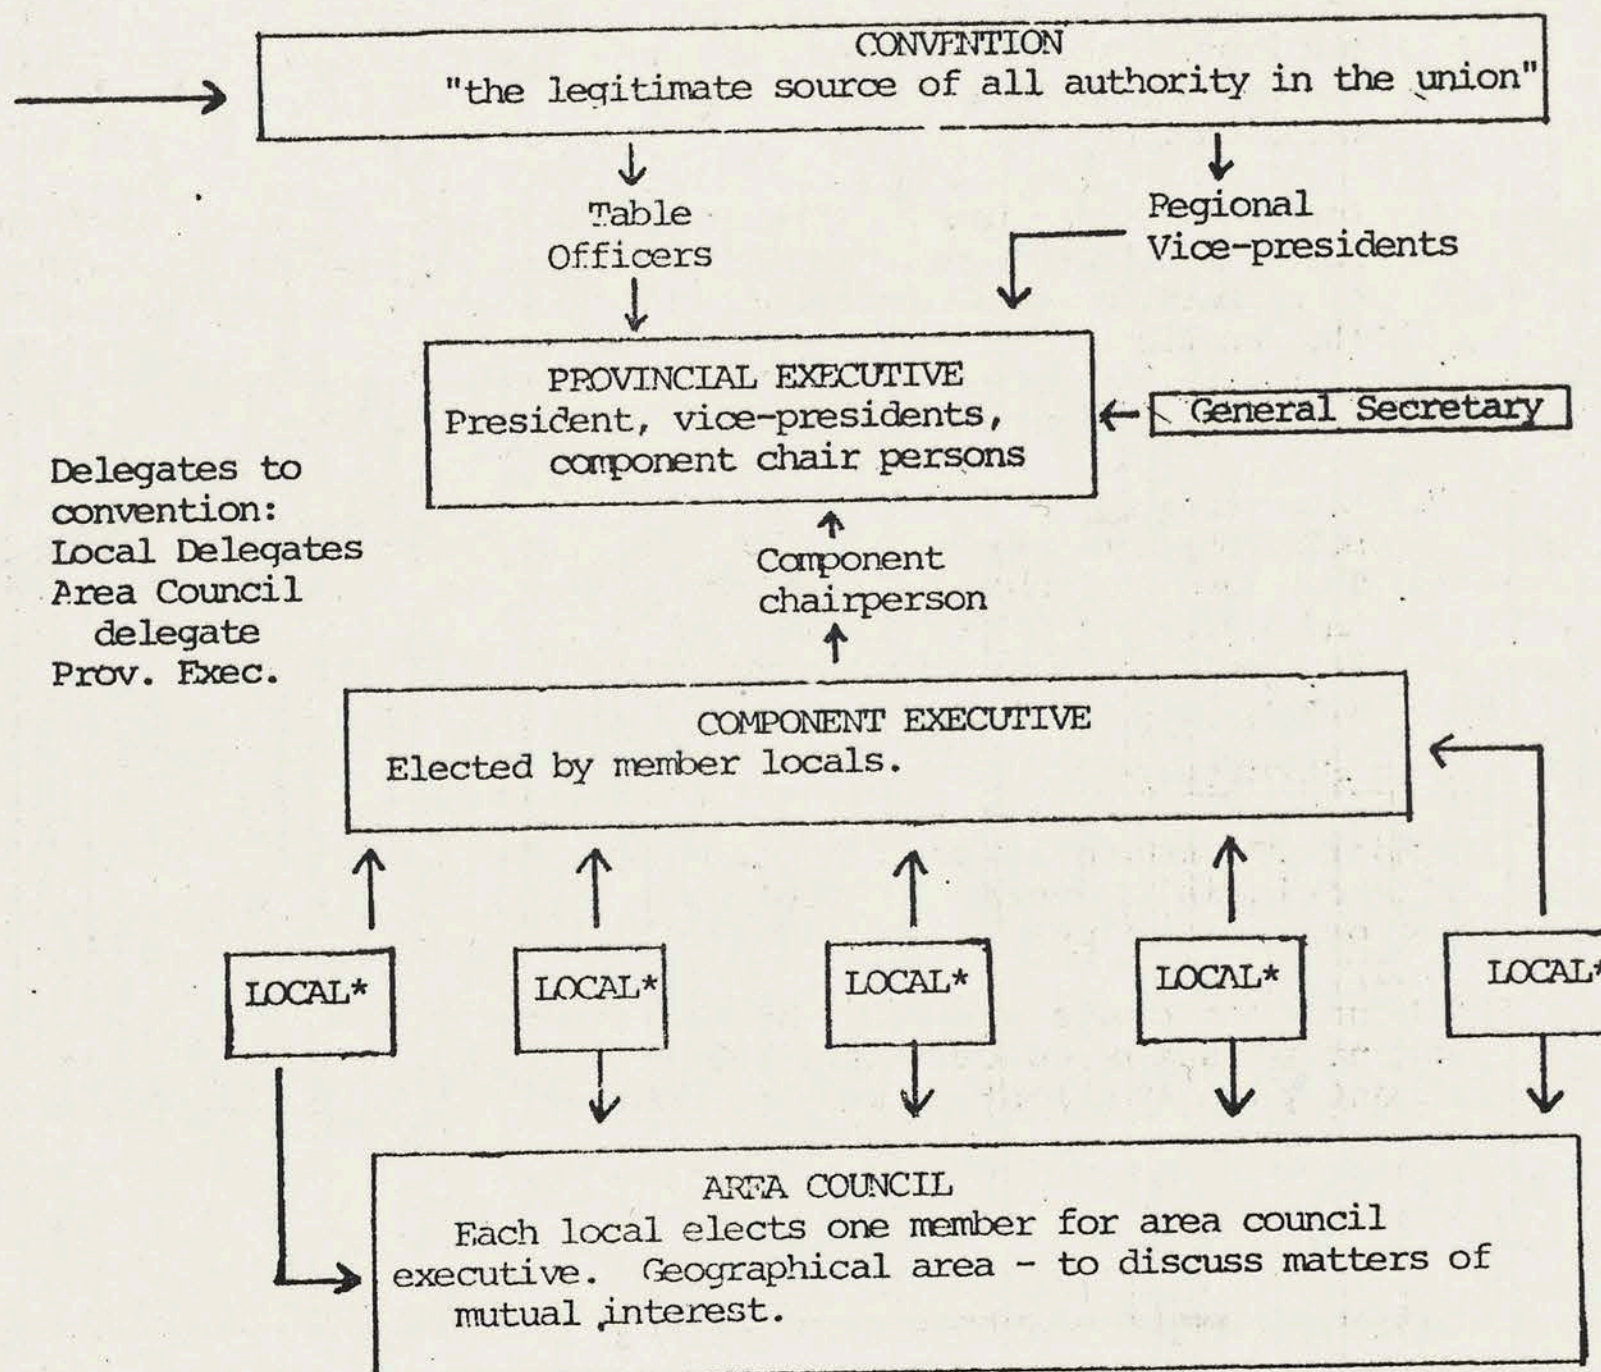 CONVENTION
"the legitimate source of all authority in the union"
Table
Officers
Regional
Vice-presidents
PROVINCIAL EXECUTIVE
President, vice-presidents,
component chair persons
General Secretary
Delegates to
convention:
Local Delegates
Area Council
delegate
Prov. Exec.
Component
chairperson
COMPONENT EXECUTIVE
Elected by member locals.
LOCAL*
LOCAL*
LOCAL*
LOCAL*
LOCAL*
AREA COUNCIL
Each local elects one member for area council
executive. Geographical area - to discuss matters of
mutual interest.